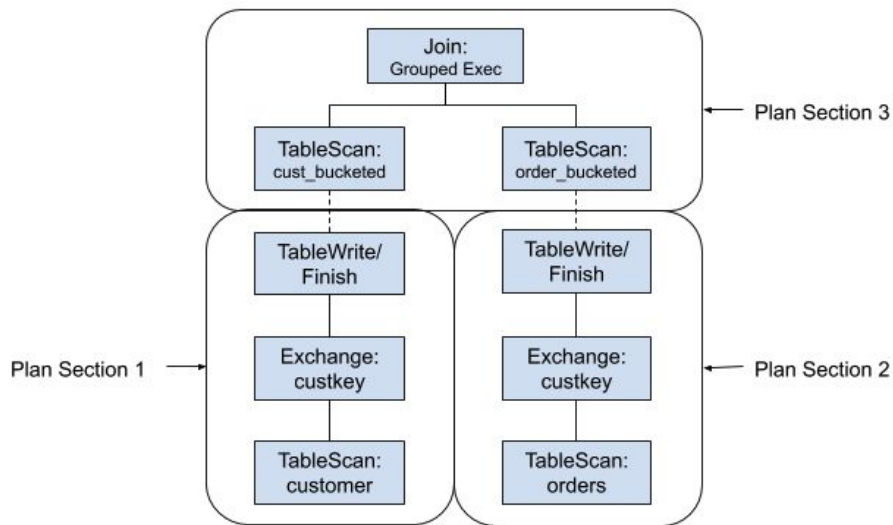 Join:
Grouped Exec
Plan Section 3
TableScan:
cust_bucketed
TableScan:
order_bucketed
TableWrite/
Finish
TableWrite/
Finish
Plan Section 1
Exchange:
custkey
Exchange:
custkey
Plan Section 2
TableScan:
customer
TableScan:
orders